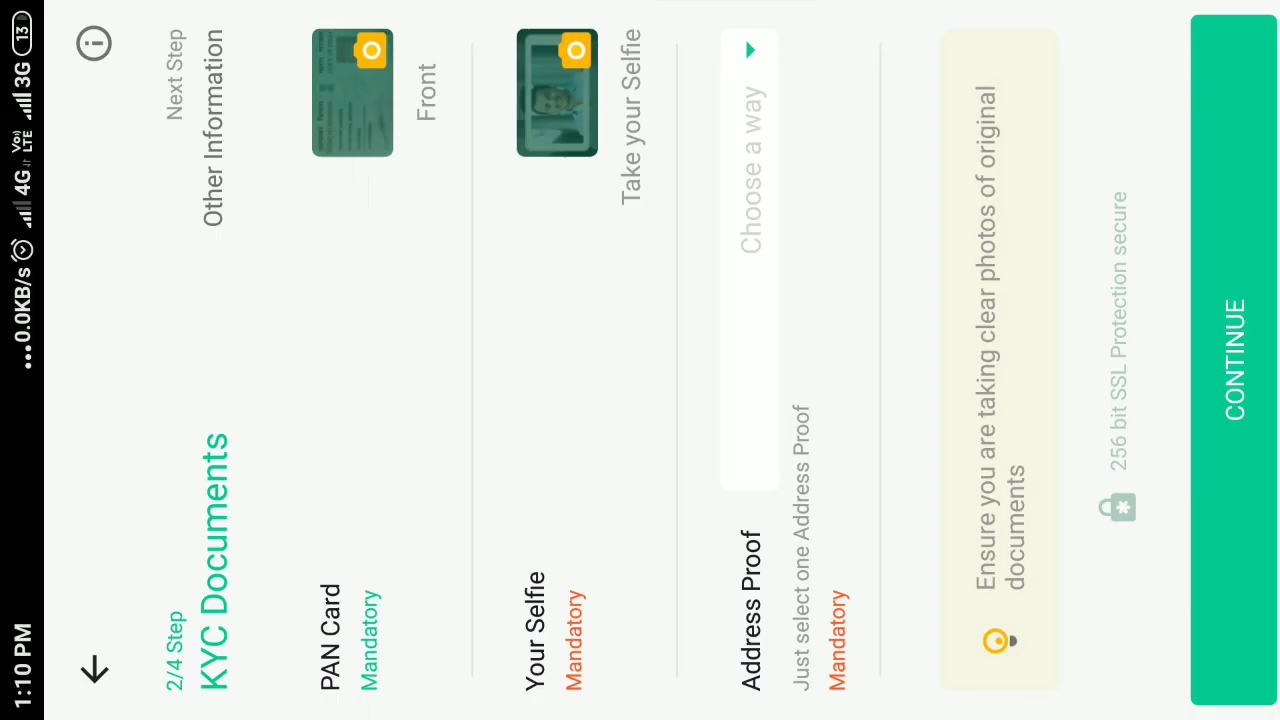 1:10 PM
...0.0KB/s 4G VoLTE 3G 13
2/4 Step
Next Step
KYC Documents
Other Information
PAN Card
Mandatory
Front
Your Selfie
Mandatory
Take your Selfie
Address Proof
Choose a way
Just select one Address Proof
Mandatory
Ensure you are taking clear photos of original
documents
256 bit SSL Protection secure
CONTINUE